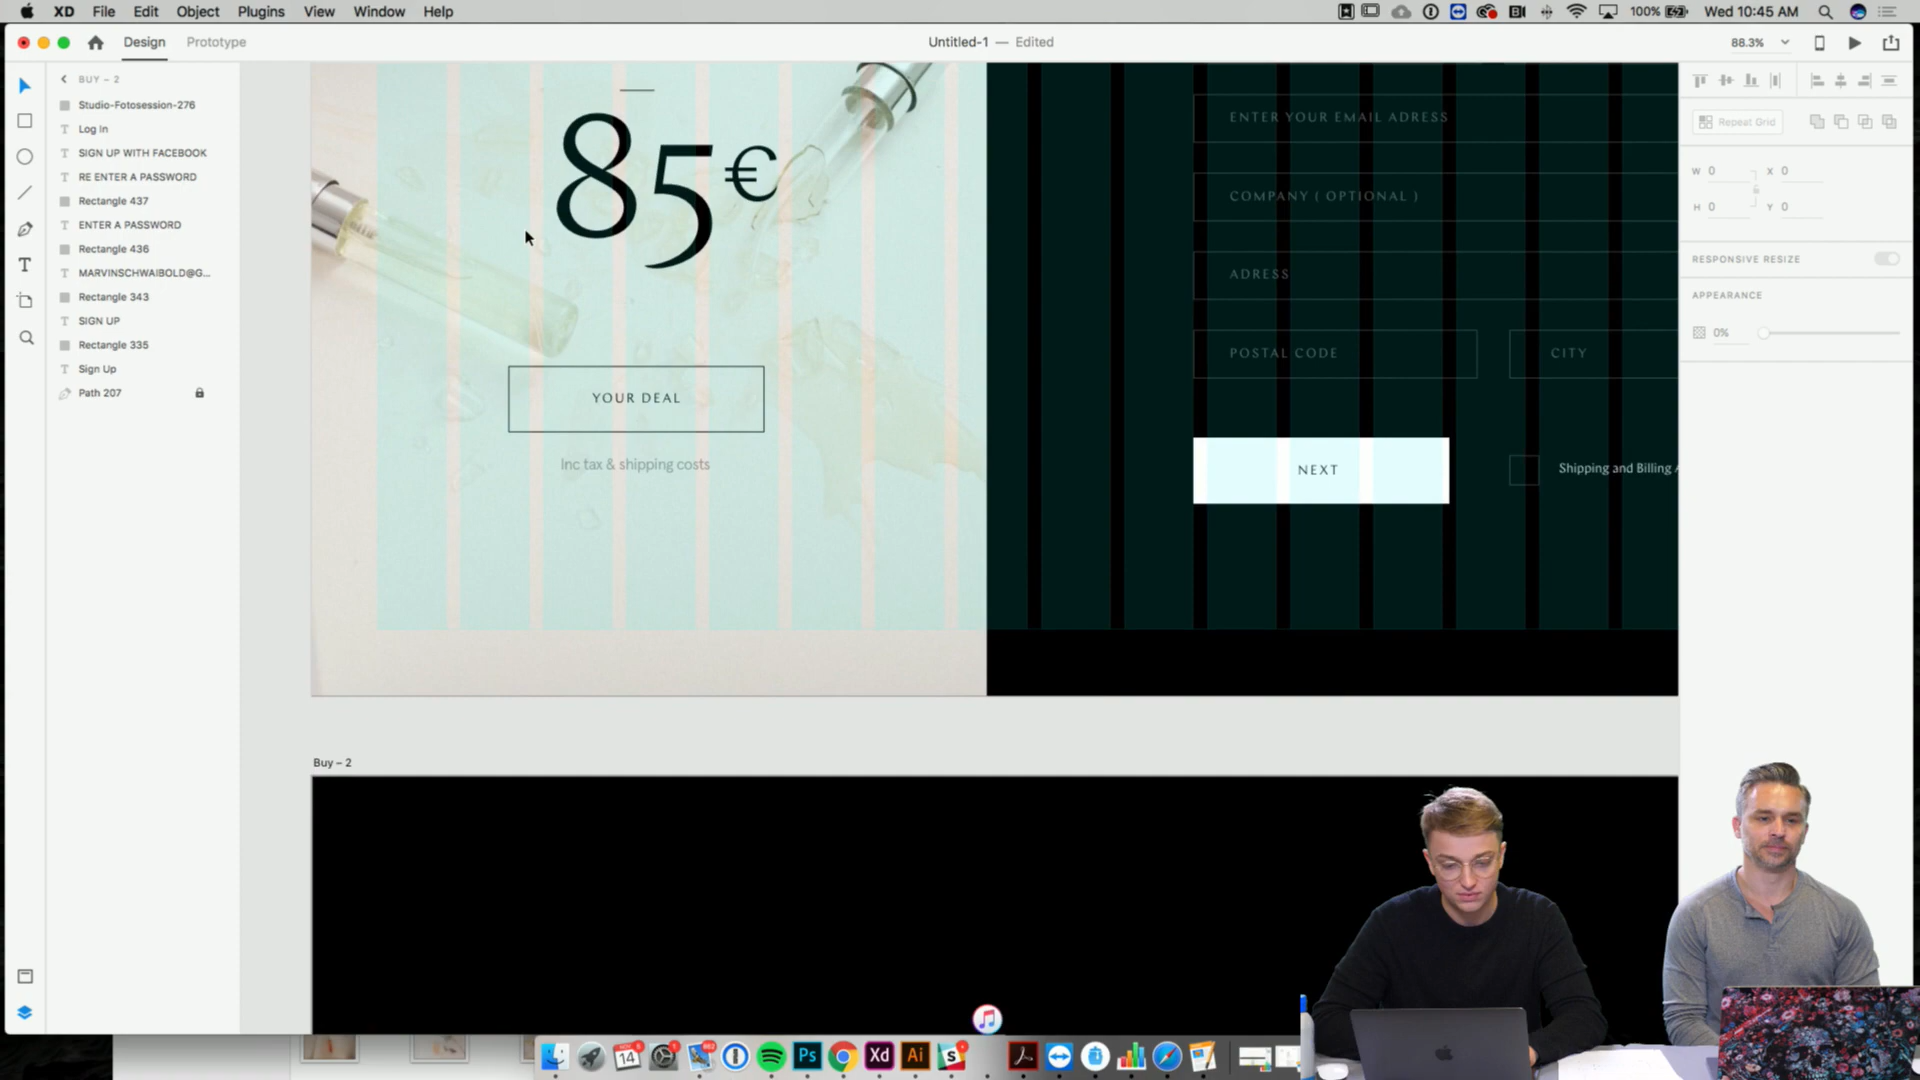 XD File Edit Object Plugins View Window Help
100% Wed 10:45 AM
Design Prototype
Untitled-1 — Edited
88.3%
BUY – 2
Studio-Fotosession-276
Log In
SIGN UP WITH FACEBOOK
RE ENTER A PASSWORD
Rectangle 437
ENTER A PASSWORD
Rectangle 436
MARVINSCHWAIBOLD@G...
Rectangle 343
SIGN UP
Rectangle 335
Sign Up
Path 207
85€
YOUR DEAL
Inc tax & shipping costs
ENTER YOUR EMAIL ADRESS
COMPANY ( OPTIONAL )
ADRESS
POSTAL CODE
CITY
NEXT
Shipping and Billing A
Repeat Grid
W 0 X 0
H 0 Y 0
RESPONSIVE RESIZE
APPEARANCE
0%
Buy – 2
NOV
14
Ps
Xd
Ai
S